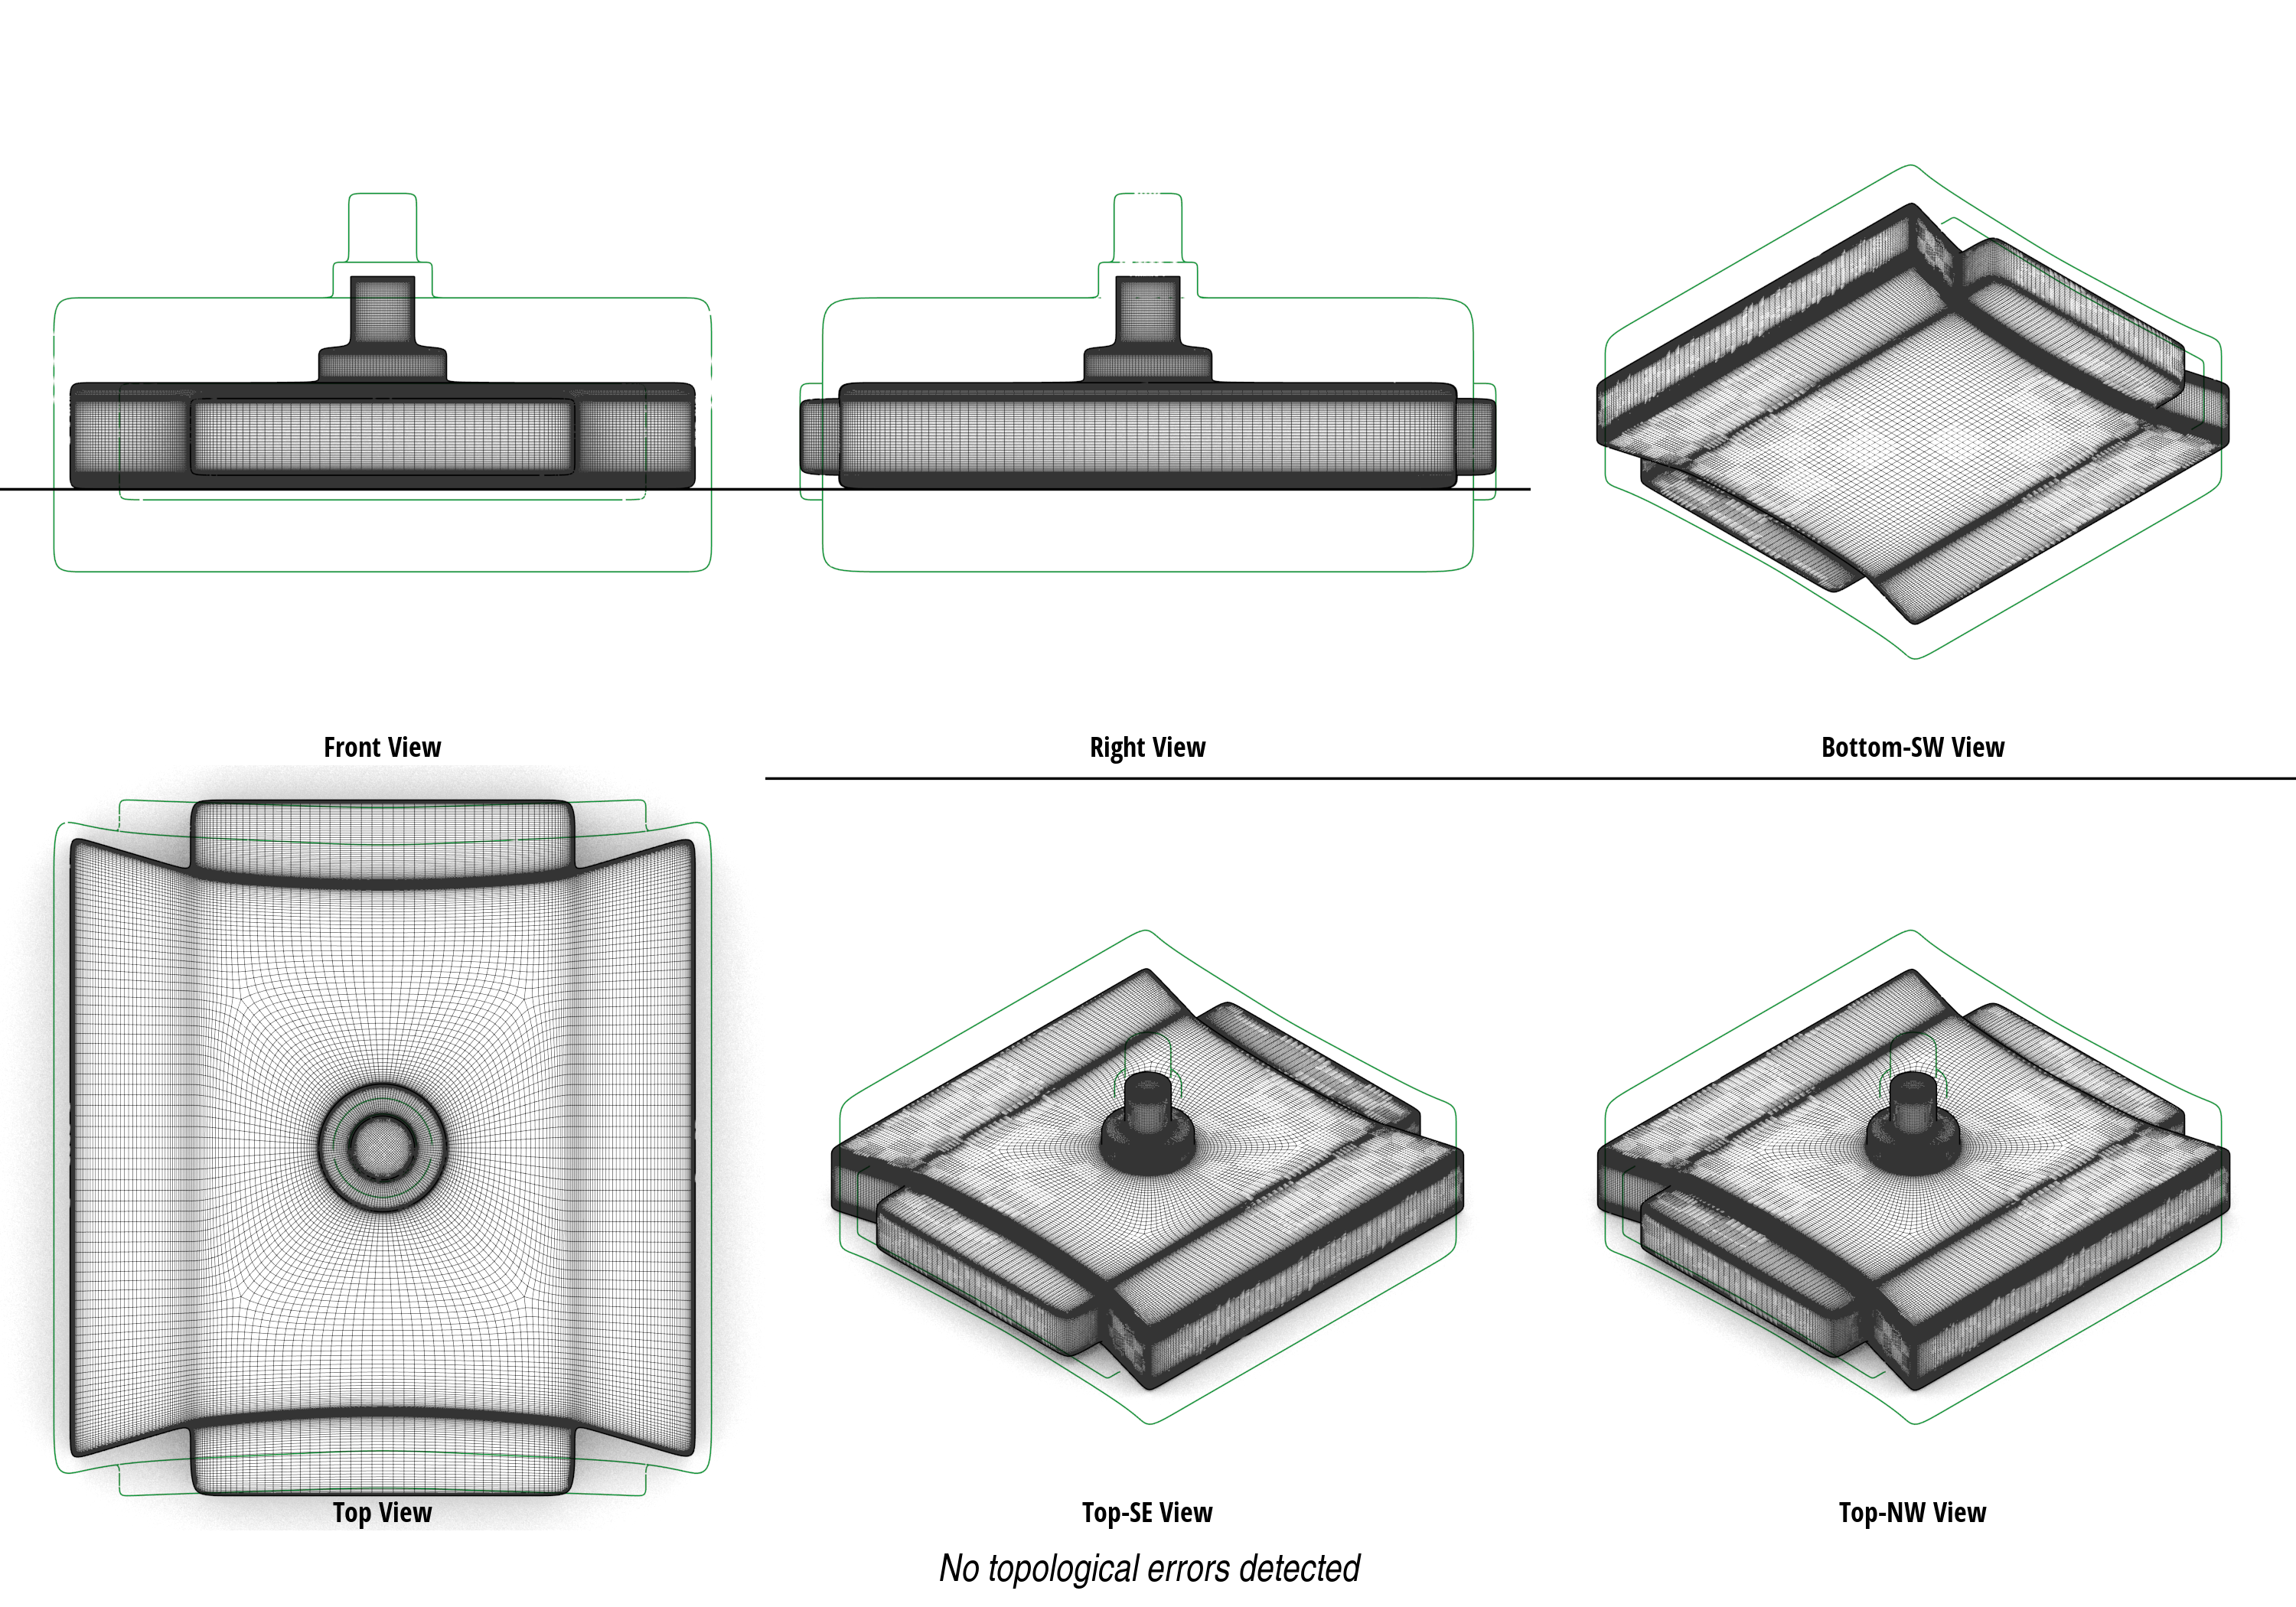 Front View
Right View
Bottom-SW View
Top View
Top-SE View
Top-NW View
No topological errors detected